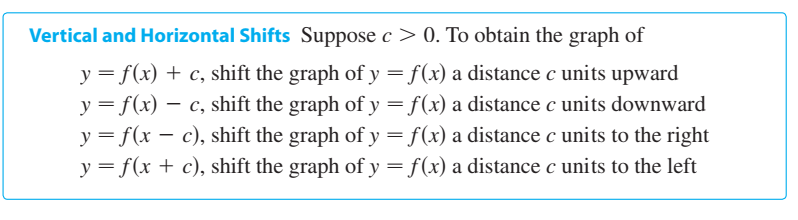 Vertical and Horizontal Shifts Suppose c > 0. To obtain the graph of
y = f(x) + c, shift the graph of y = f(x) a distance c units upward
y = f(x) − c, shift the graph of y = f(x) a distance c units downward
y = f(x − c), shift the graph of y = f(x) a distance c units to the right
y = f(x + c), shift the graph of y = f(x) a distance c units to the left